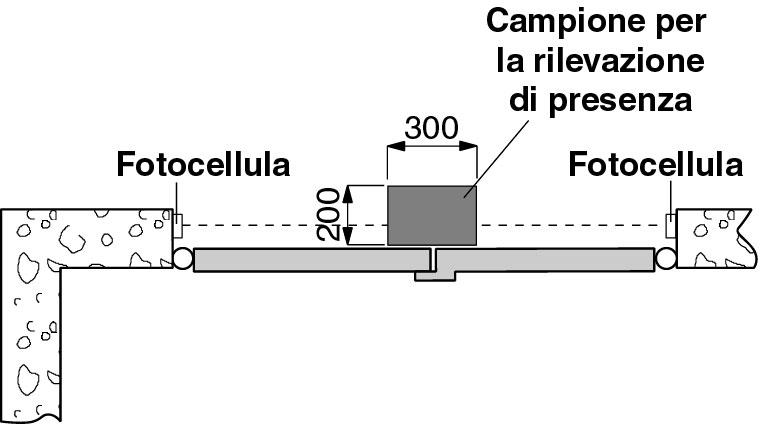 Campione per
la rilevazione
di presenza
300
Fotocellula
Fotocellula
200